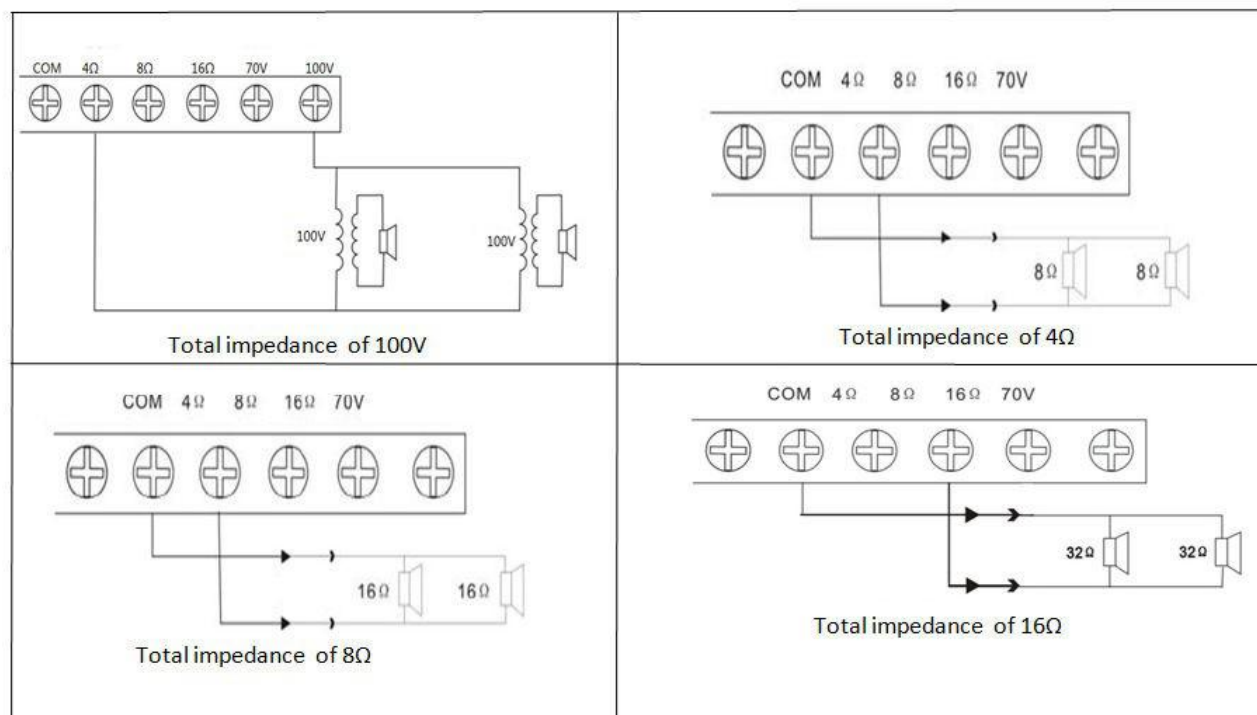 COM 4Ω 8Ω 16Ω 70V 100V
100V 100V
Total impedance of 100V
COM 4Ω 8Ω 16Ω 70V
8Ω 8Ω
Total impedance of 4Ω
COM 4Ω 8Ω 16Ω 70V
16Ω 16Ω
Total impedance of 8Ω
COM 4Ω 8Ω 16Ω 70V
32Ω 32Ω
Total impedance of 16Ω